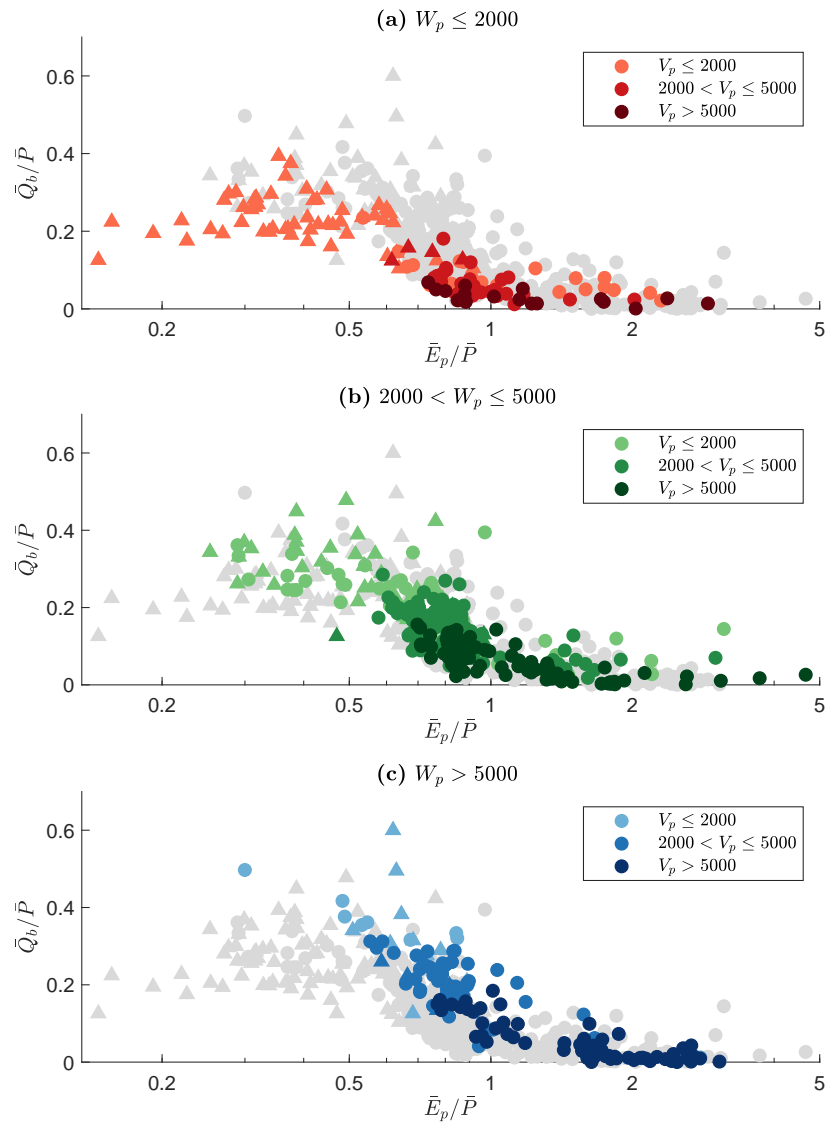 (a) W_p ≤ 2000
0.6
0.4
0.2
0
Q̄_b/P̄
V_p ≤ 2000
2000 < V_p ≤ 5000
V_p > 5000
0.2 0.5 1 2 5
Ē_p/P̄
(b) 2000 < W_p ≤ 5000
0.6
0.4
0.2
0
Q̄_b/P̄
V_p ≤ 2000
2000 < V_p ≤ 5000
V_p > 5000
0.2 0.5 1 2 5
Ē_p/P̄
(c) W_p > 5000
0.6
0.4
0.2
0
Q̄_b/P̄
V_p ≤ 2000
2000 < V_p ≤ 5000
V_p > 5000
0.2 0.5 1 2 5
Ē_p/P̄